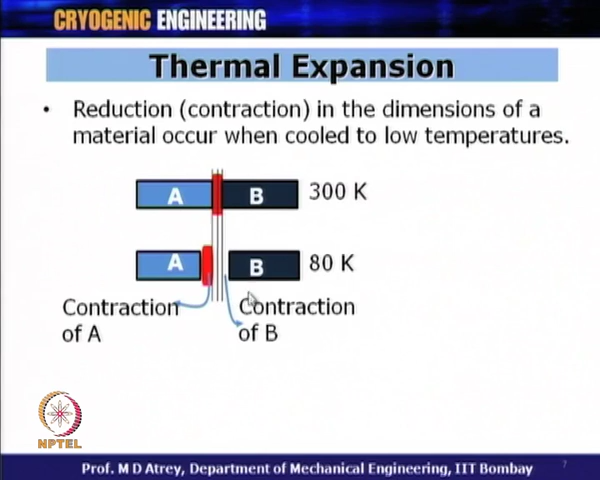 CRYOGENIC ENGINEERING
Thermal Expansion
• Reduction (contraction) in the dimensions of a
material occur when cooled to low temperatures.
A B 300 K
A B 80 K
Contraction Contraction
of A of B
NPTEL
Prof. M D Atrey, Department of Mechanical Engineering, IIT Bombay
7